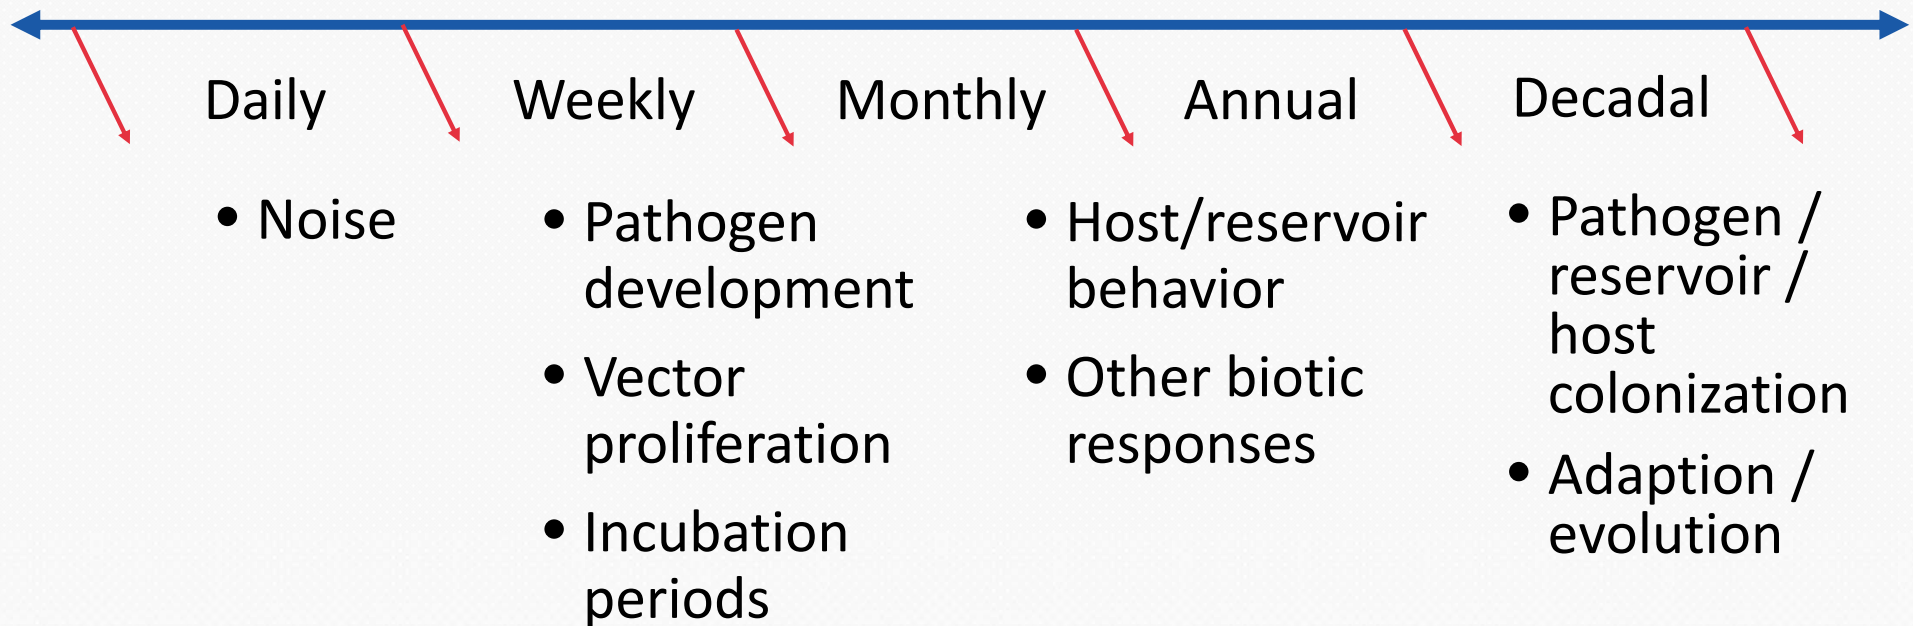 Daily
Weekly
Monthly
Annual
Decadal
• Noise
• Pathogen
development
• Vector
proliferation
• Incubation
periods
• Host/reservoir
behavior
• Other biotic
responses
• Pathogen /
reservoir /
host
colonization
• Adaption /
evolution